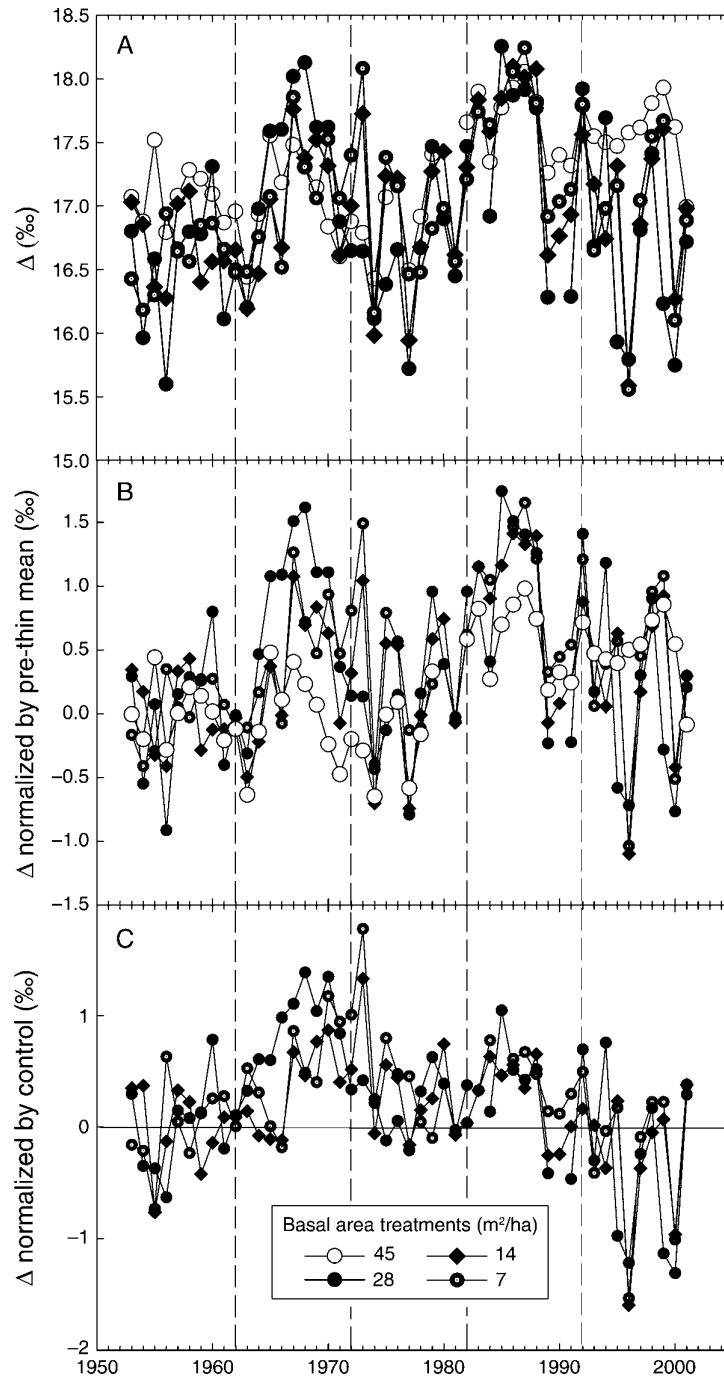 A
18.5
18.0
17.5
17.0
16.5
16.0
15.5
15.0
Δ (‰)
B
1.5
1.0
0.5
0.0
−0.5
−1.0
−1.5
Δ normalized by pre-thin mean (‰)
C
1
0
−1
−2
Δ normalized by control (‰)
Basal area treatments (m²/ha)
45 14
28 7
1950 1960 1970 1980 1990 2000